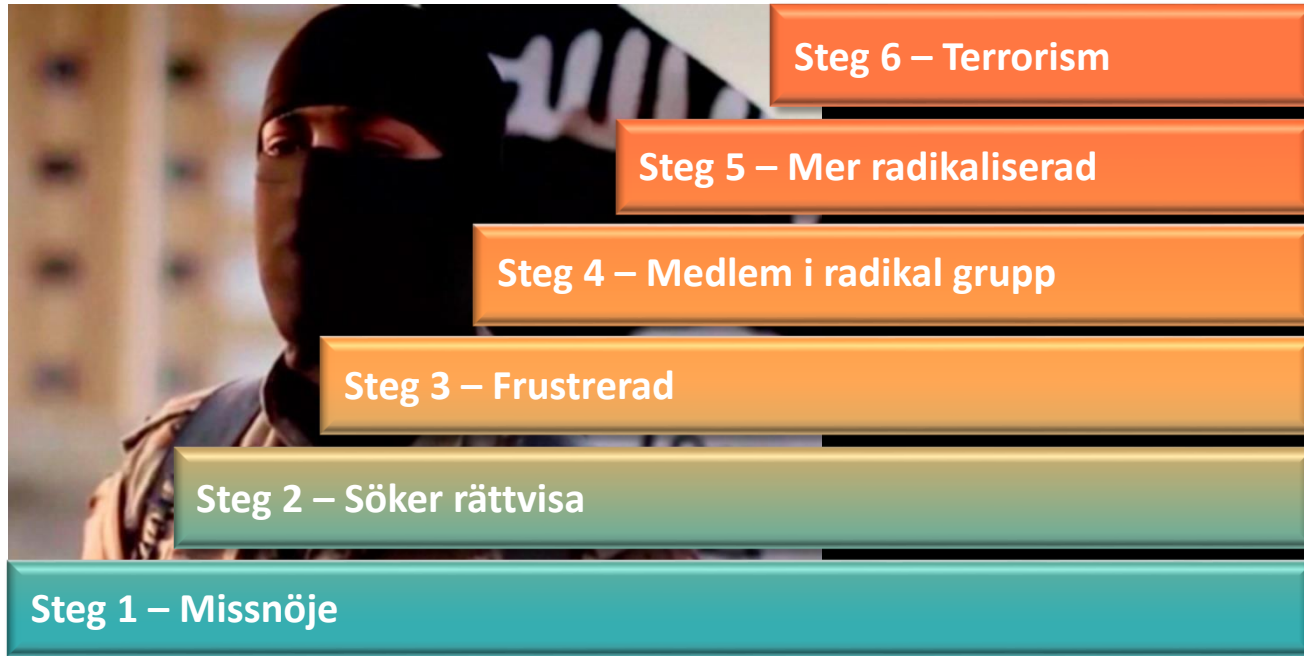 Steg 6 – Terrorism
Steg 5 – Mer radikaliserad
Steg 4 – Medlem i radikal grupp
Steg 3 – Frustrerad
Steg 2 – Söker rättvisa
Steg 1 – Missnöje